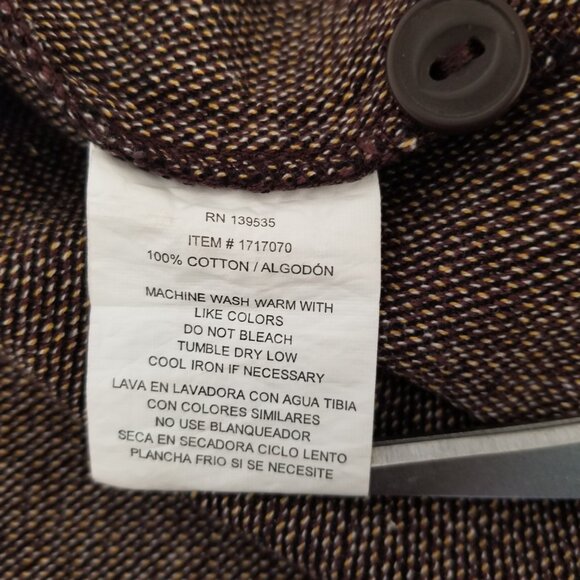 RN 139535
ITEM # 1717070
100% COTTON / ALGODÓN
MACHINE WASH WARM WITH
LIKE COLORS
DO NOT BLEACH
TUMBLE DRY LOW
COOL IRON IF NECESSARY
LAVA EN LAVADORA CON AGUA TIBIA
CON COLORES SIMILARES
NO USE BLANQUEADOR
SECA EN SECADORA CICLO LENTO
PLANCHA FRIO SI SE NECESITE